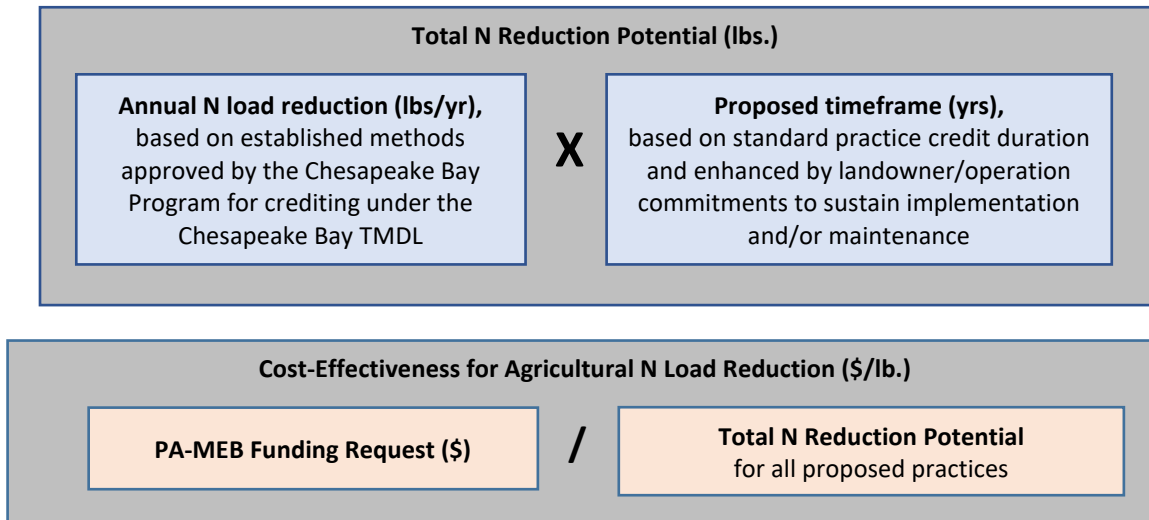 Total N Reduction Potential (lbs.)
Annual N load reduction (lbs/yr),
based on established methods
approved by the Chesapeake Bay
Program for crediting under the
Chesapeake Bay TMDL
X
Proposed timeframe (yrs),
based on standard practice credit duration
and enhanced by landowner/operation
commitments to sustain implementation
and/or maintenance
Cost-Effectiveness for Agricultural N Load Reduction ($/lb.)
PA-MEB Funding Request ($)
/
Total N Reduction Potential
for all proposed practices